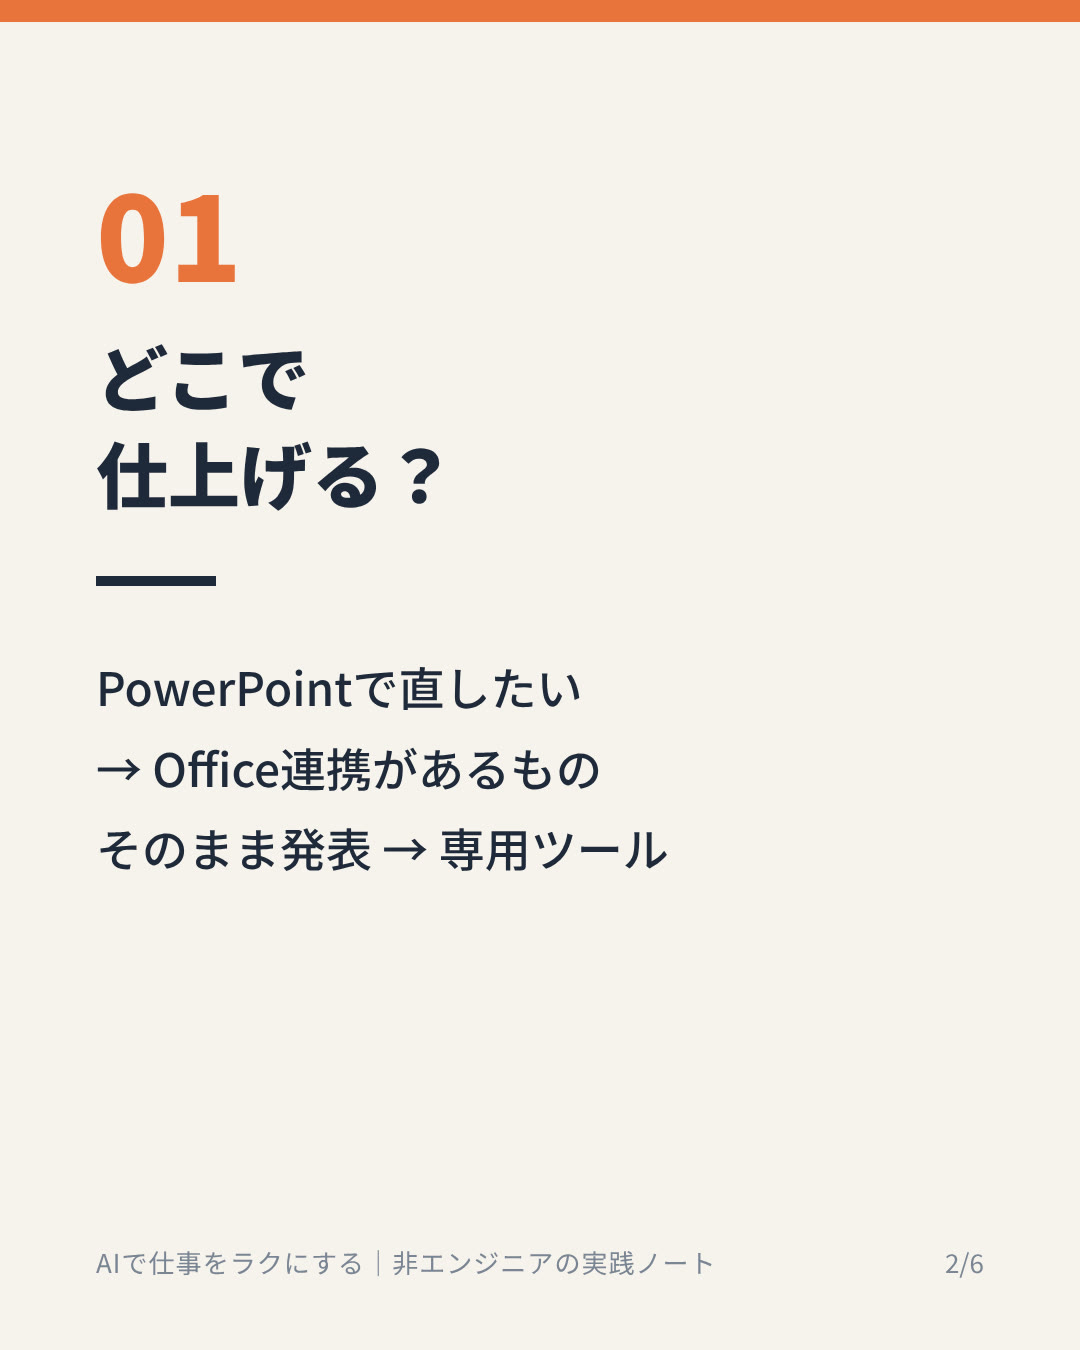 01
どこで
仕上げる？
PowerPointで直したい
→ Office連携があるもの
そのまま発表 → 専用ツール
AIで仕事をラクにする｜非エンジニアの実践ノート
2/6